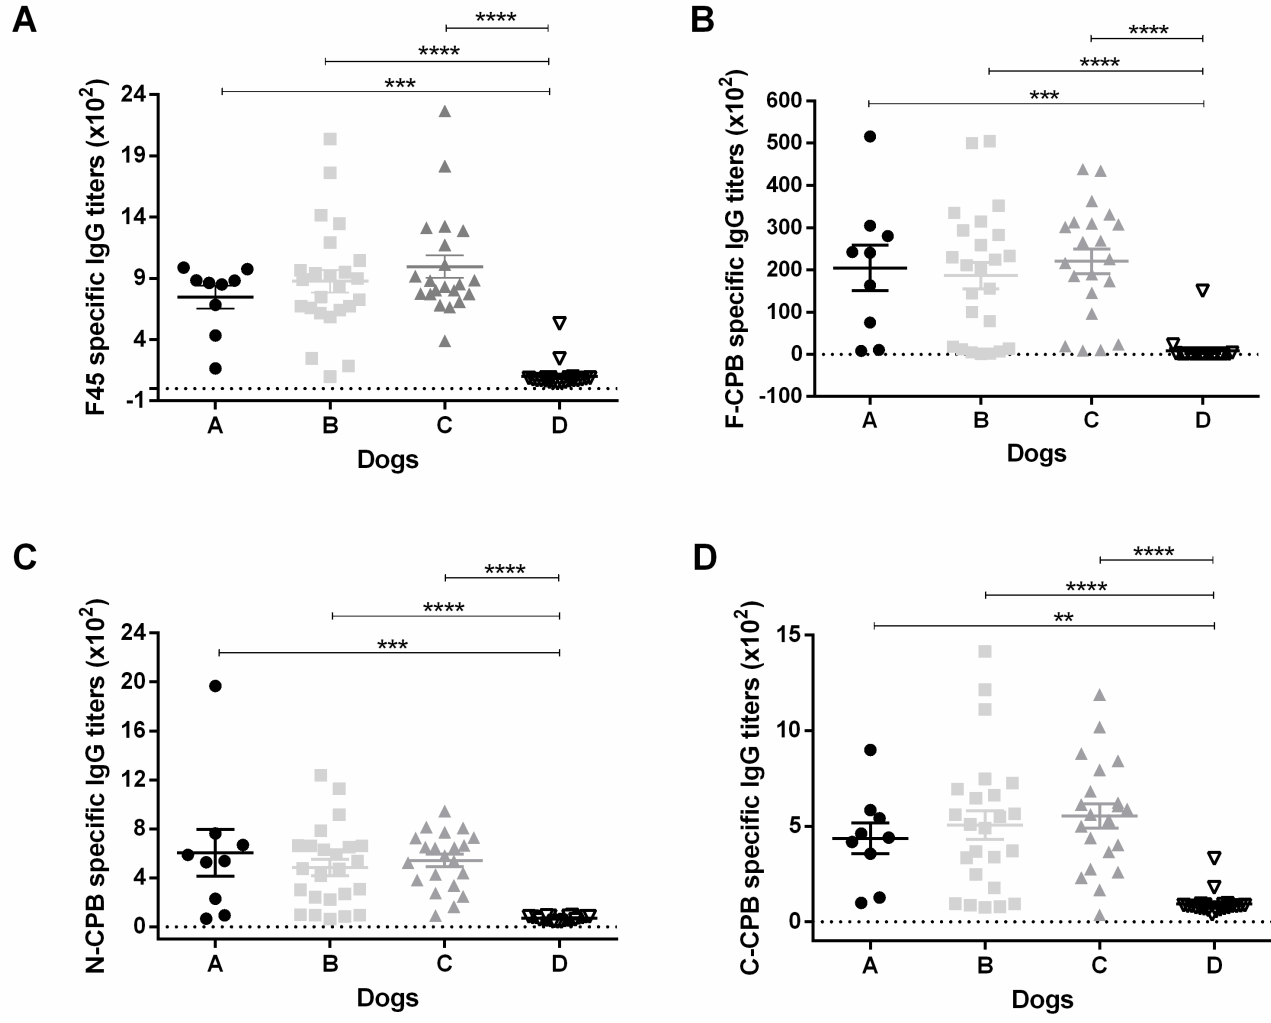 A
****
****
***
F45 specific IgG titers (x10²)
24
19
14
9
4
-1
A B C D
Dogs
B
****
****
***
F-CPB specific IgG titers (x10²)
600
500
400
300
200
100
0
-100
A B C D
Dogs
C
****
****
***
N-CPB specific IgG titers (x10²)
24
20
16
12
8
4
0
A B C D
Dogs
D
****
****
**
C-CPB specific IgG titers (x10²)
15
10
5
0
A B C D
Dogs